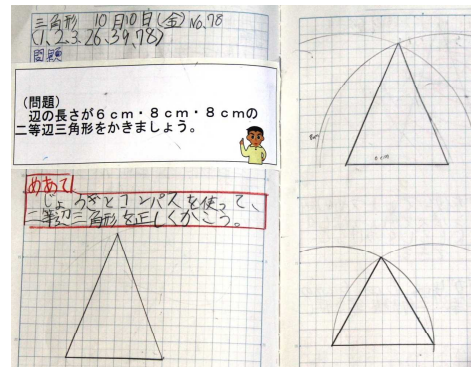 三角形 10月10日(金) No.78
(1、2、3、26、39、78)
問題
(問題)
辺の長さが6cm・8cm・8cmの
二等辺三角形をかきましょう。
めあて
じょうぎとコンパスを使って、
二等辺三角形を正しくかこう。
8cm
6cm